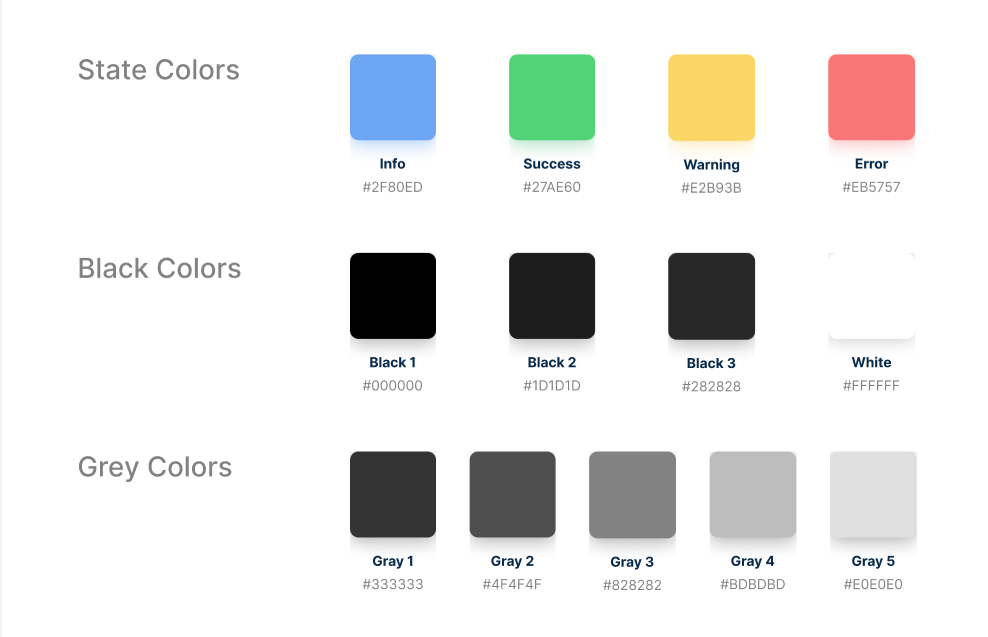 State Colors
Info
Success
Warning
Error
#2F80ED
#27AE60
#E2B93B
#EB5757
Black Colors
Black 1
Black 2
Black 3
White
#000000
#1D1D1D
#282828
#FFFFFF
Grey Colors
Gray 1
Gray 2
Gray 3
Gray 4
Gray 5
#333333
#4F4F4F
#828282
#BDBDBD
#E0E0E0